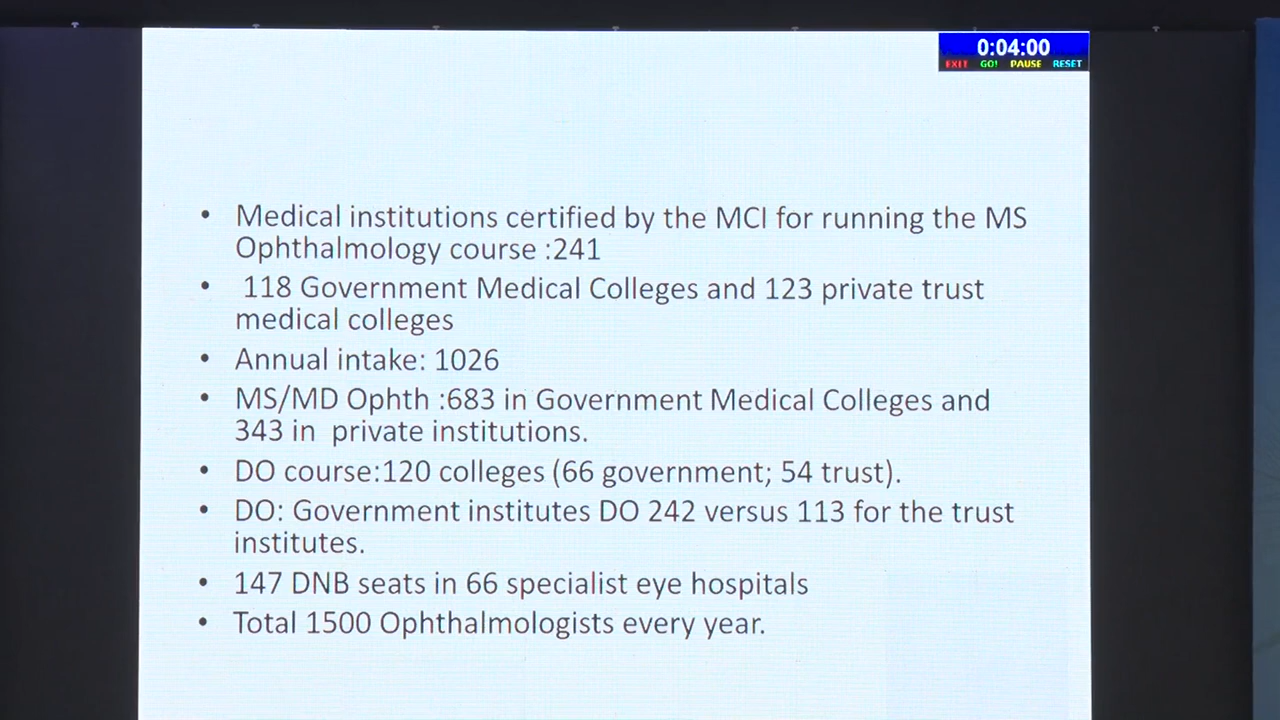 0:04:00
EXIT GO! PAUSE RESET
• Medical institutions certified by the MCI for running the MS
Ophthalmology course :241
• 118 Government Medical Colleges and 123 private trust
medical colleges
• Annual intake: 1026
• MS/MD Ophth :683 in Government Medical Colleges and
343 in private institutions.
• DO course:120 colleges (66 government; 54 trust).
• DO: Government institutes DO 242 versus 113 for the trust
institutes.
• 147 DNB seats in 66 specialist eye hospitals
• Total 1500 Ophthalmologists every year.